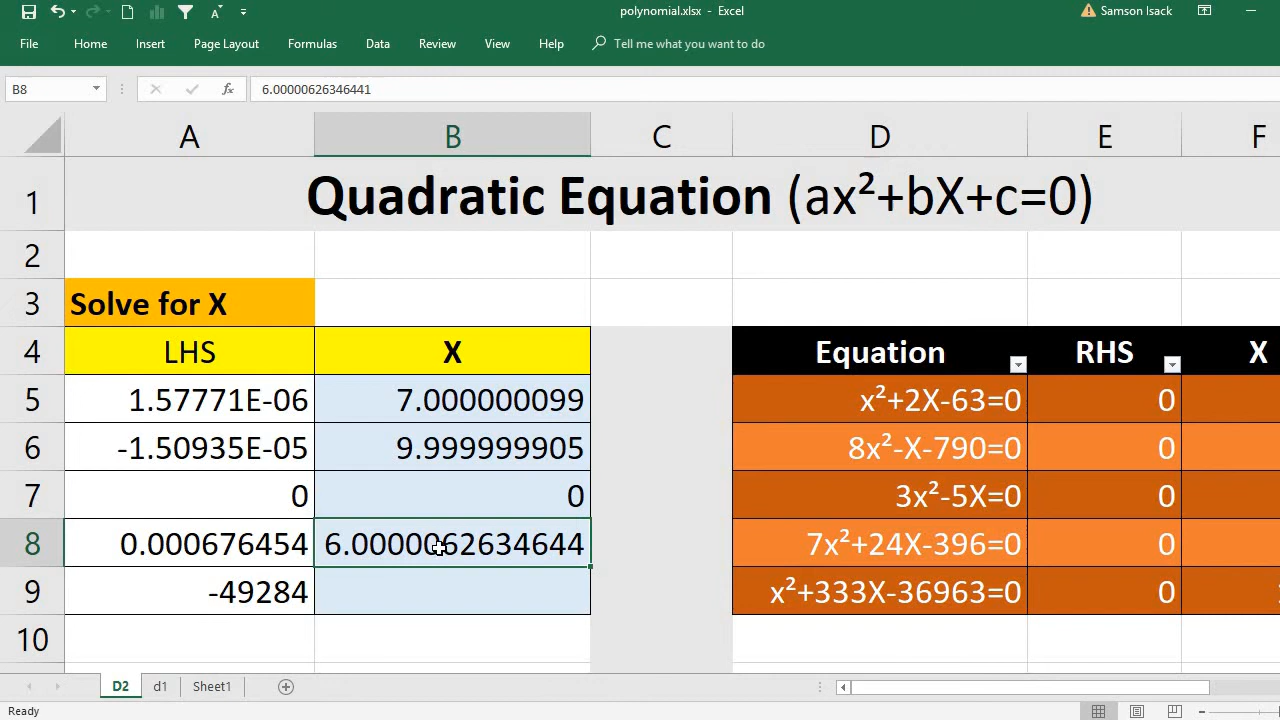 polynomial.xlsx - Excel
Samson Isack
File Home Insert Page Layout Formulas Data Review View Help Tell me what you want to do
B8 fx 6.00000626346441
A B C D E F
1 Quadratic Equation (ax²+bX+c=0)
2
3 Solve for X
4 LHS X Equation RHS X
5 1.57771E-06 7.000000099 x²+2X-63=0 0
6 -1.50935E-05 9.999999905 8x²-X-790=0 0
7 0 0 3x²-5X=0 0
8 0.000676454 6.0000062634644 7x²+24X-396=0 0
9 -49284 x²+333X-36963=0 0
10
D2 d1 Sheet1
Ready